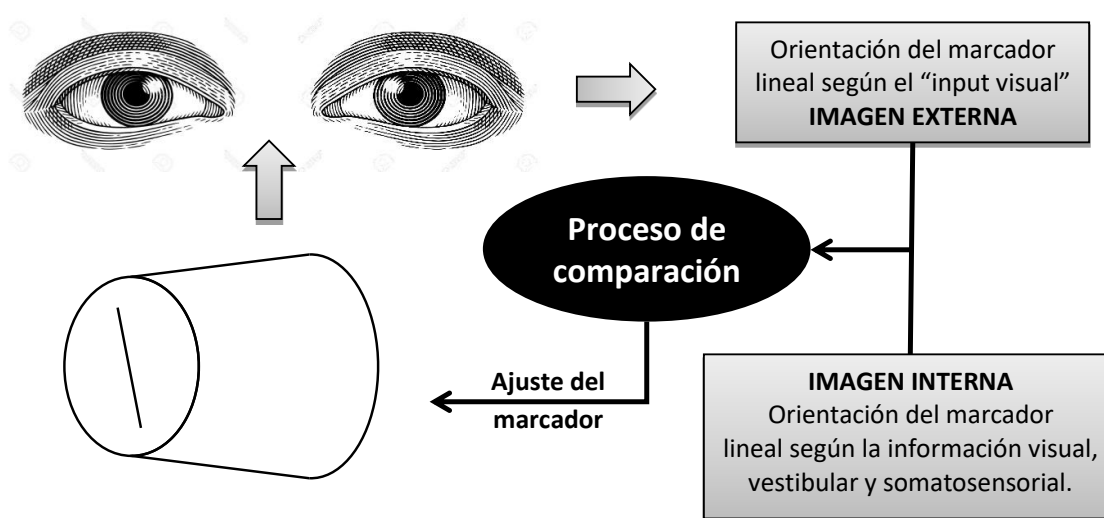 Orientación del marcador
lineal según el “input visual”
IMAGEN EXTERNA
Proceso de
comparación
Ajuste del
marcador
IMAGEN INTERNA
Orientación del marcador
lineal según la información visual,
vestibular y somatosensorial.